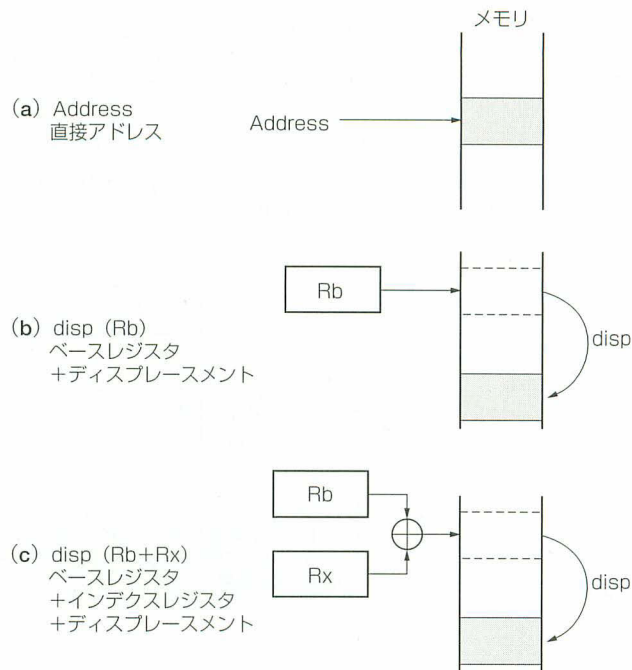 メモリ
(a) Address
直接アドレス
Address
Rb
(b) disp (Rb)
ベースレジスタ
+ディスプレースメント
disp
Rb
(c) disp (Rb+Rx)
ベースレジスタ
+インデクスレジスタ
+ディスプレースメント
Rx
disp